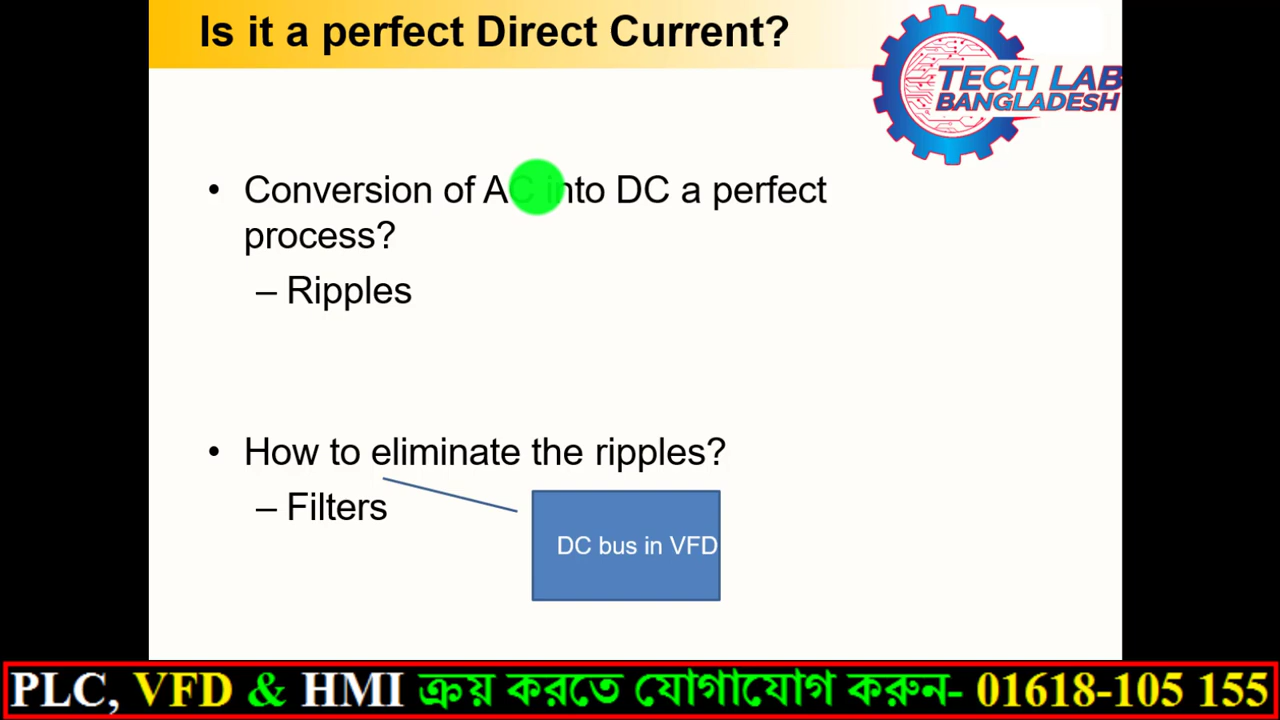 Is it a perfect Direct Current?
TECH LAB
BANGLADESH
• Conversion of AC into DC a perfect
process?
– Ripples
• How to eliminate the ripples?
– Filters
DC bus in VFD
PLC, VFD & HMI ক্রয় করতে যোগাযোগ করুন- 01618-105 155